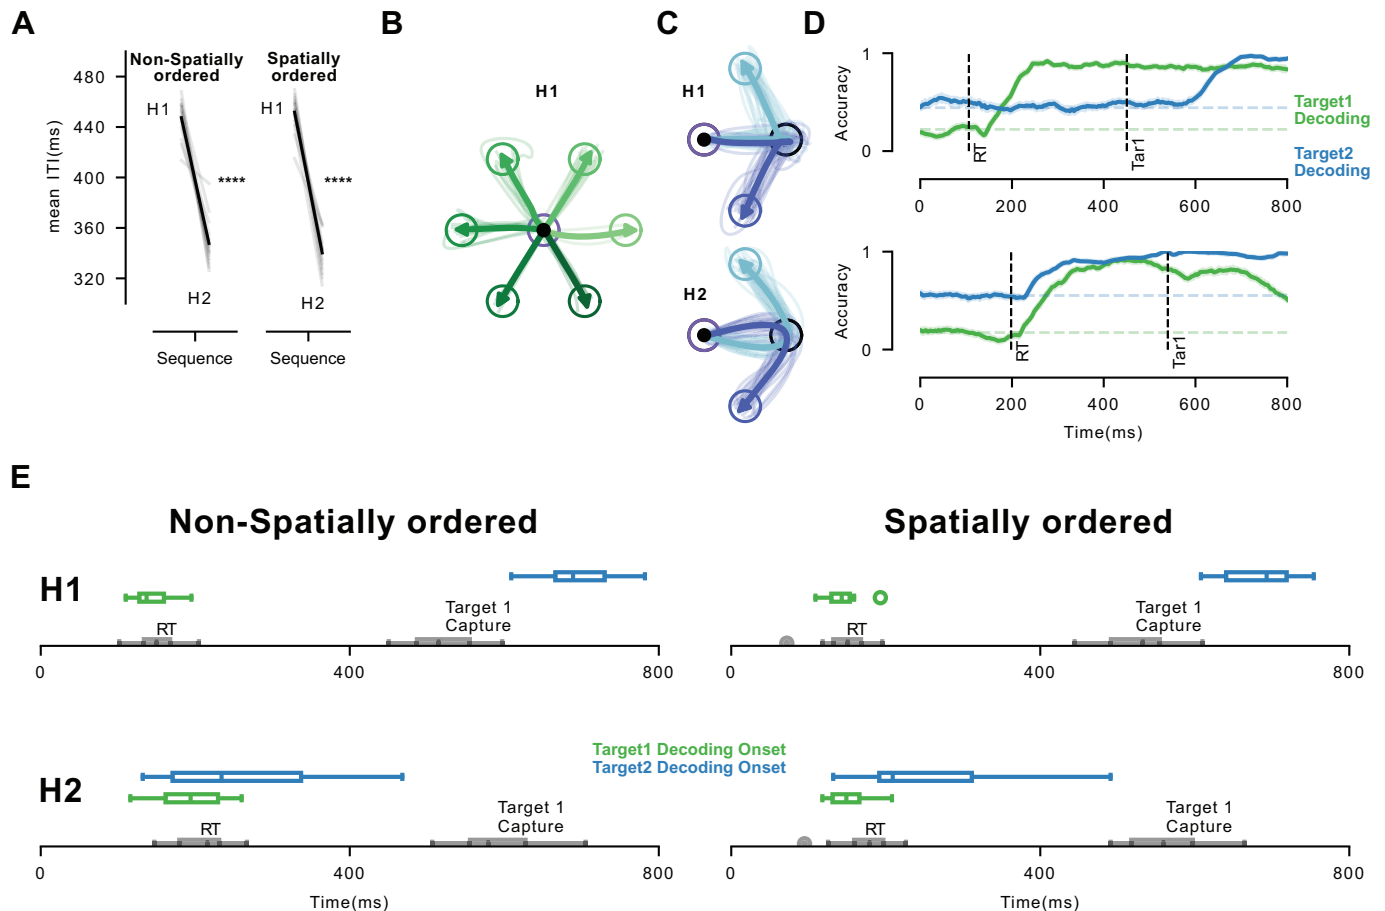 A
B
C
D
Non-Spatially
ordered
Spatially
ordered
480
440
400
360
320
mean ITI(ms)
H1
H2
****
H1
H2
****
Sequence
Sequence
H1
H1
H2
1
0
Accuracy
RT
Tar1
0
200
400
600
800
Target1
Decoding
Target2
Decoding
1
0
Accuracy
RT
Tar1
0
200
400
600
800
Time(ms)
E
Non-Spatially ordered
Spatially ordered
H1
RT
Target 1
Capture
0
400
800
RT
Target 1
Capture
0
400
800
Target1 Decoding Onset
Target2 Decoding Onset
H2
RT
Target 1
Capture
0
400
800
Time(ms)
RT
Target 1
Capture
0
400
800
Time(ms)